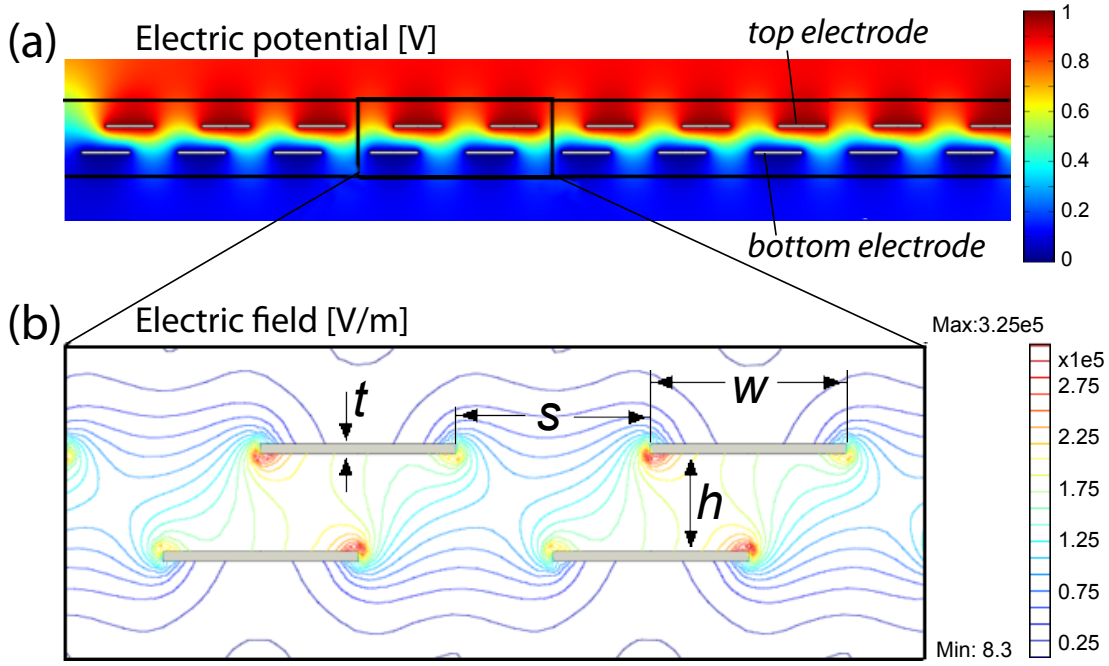 (a) Electric potential [V]
top electrode
1
0.8
0.6
0.4
0.2
0
bottom electrode
(b) Electric field [V/m]
Max:3.25e5
x1e5
2.75
2.25
1.75
1.25
0.75
0.25
Min: 8.3
t
s
w
h